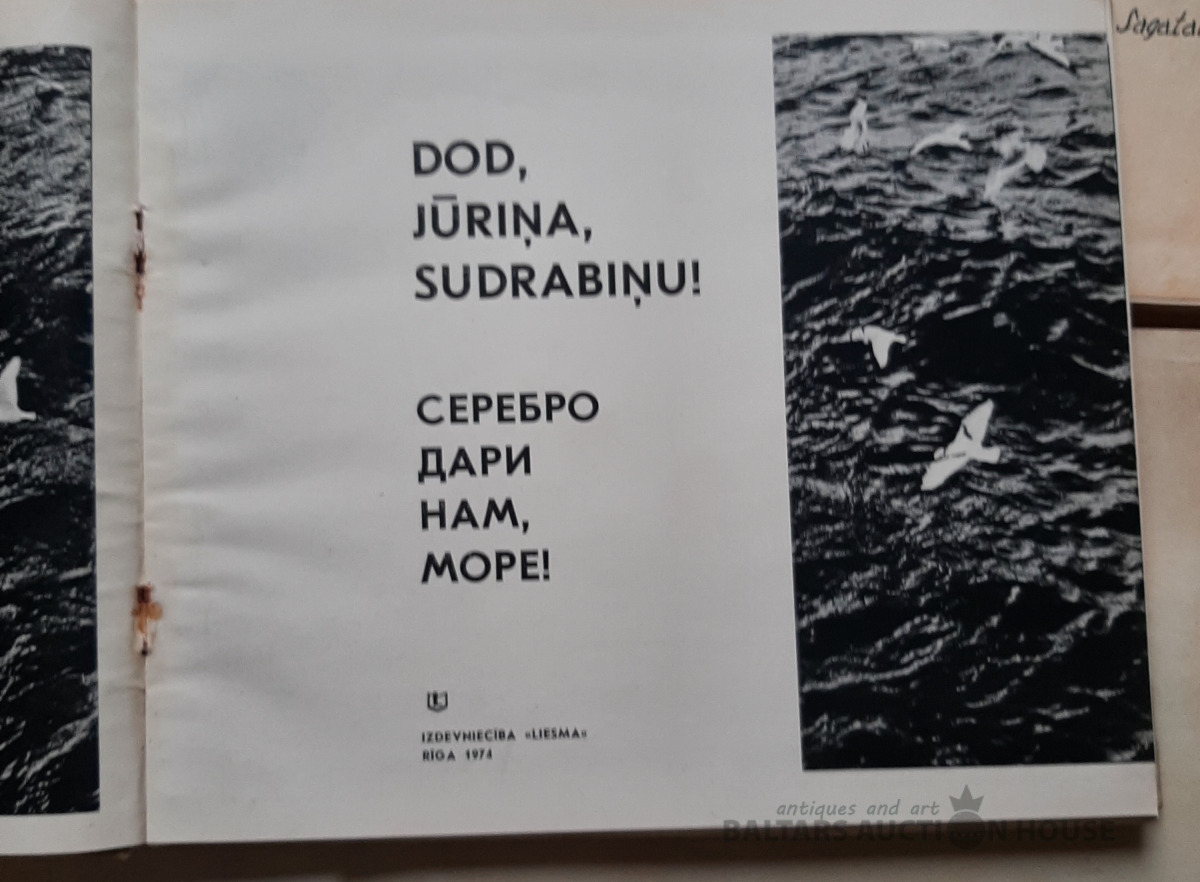 DOD,
JŪRIŅA,
SUDRABIŅU!
СЕРЕБРО
ДАРИ
НАМ,
МОРЕ!
IZDEVNIECĪBA «LIESMA»
RĪGA 1974
antiques and art
BALTARS AUCTION HOUSE